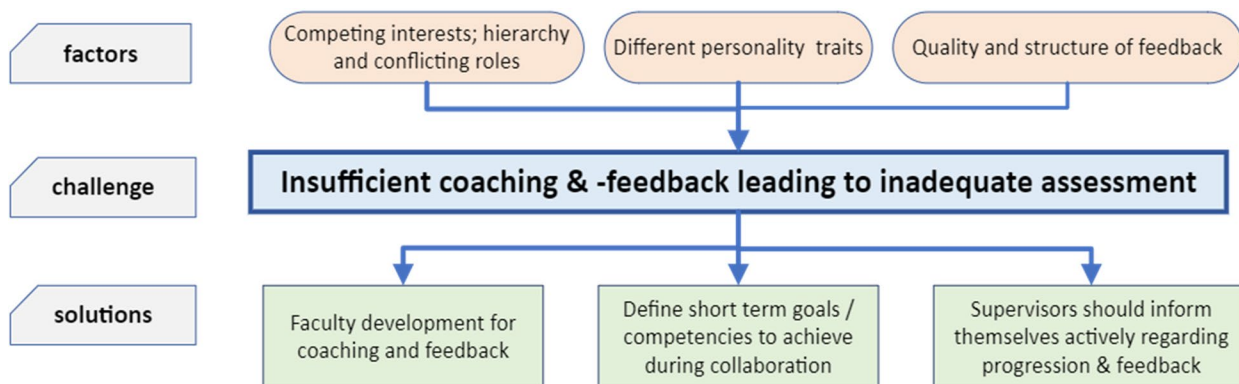 factors
Competing interests; hierarchy
and conflicting roles
Different personality traits
Quality and structure of feedback
challenge
Insufficient coaching & -feedback leading to inadequate assessment
solutions
Faculty development for
coaching and feedback
Define short term goals /
competencies to achieve
during collaboration
Supervisors should inform
themselves actively regarding
progression & feedback